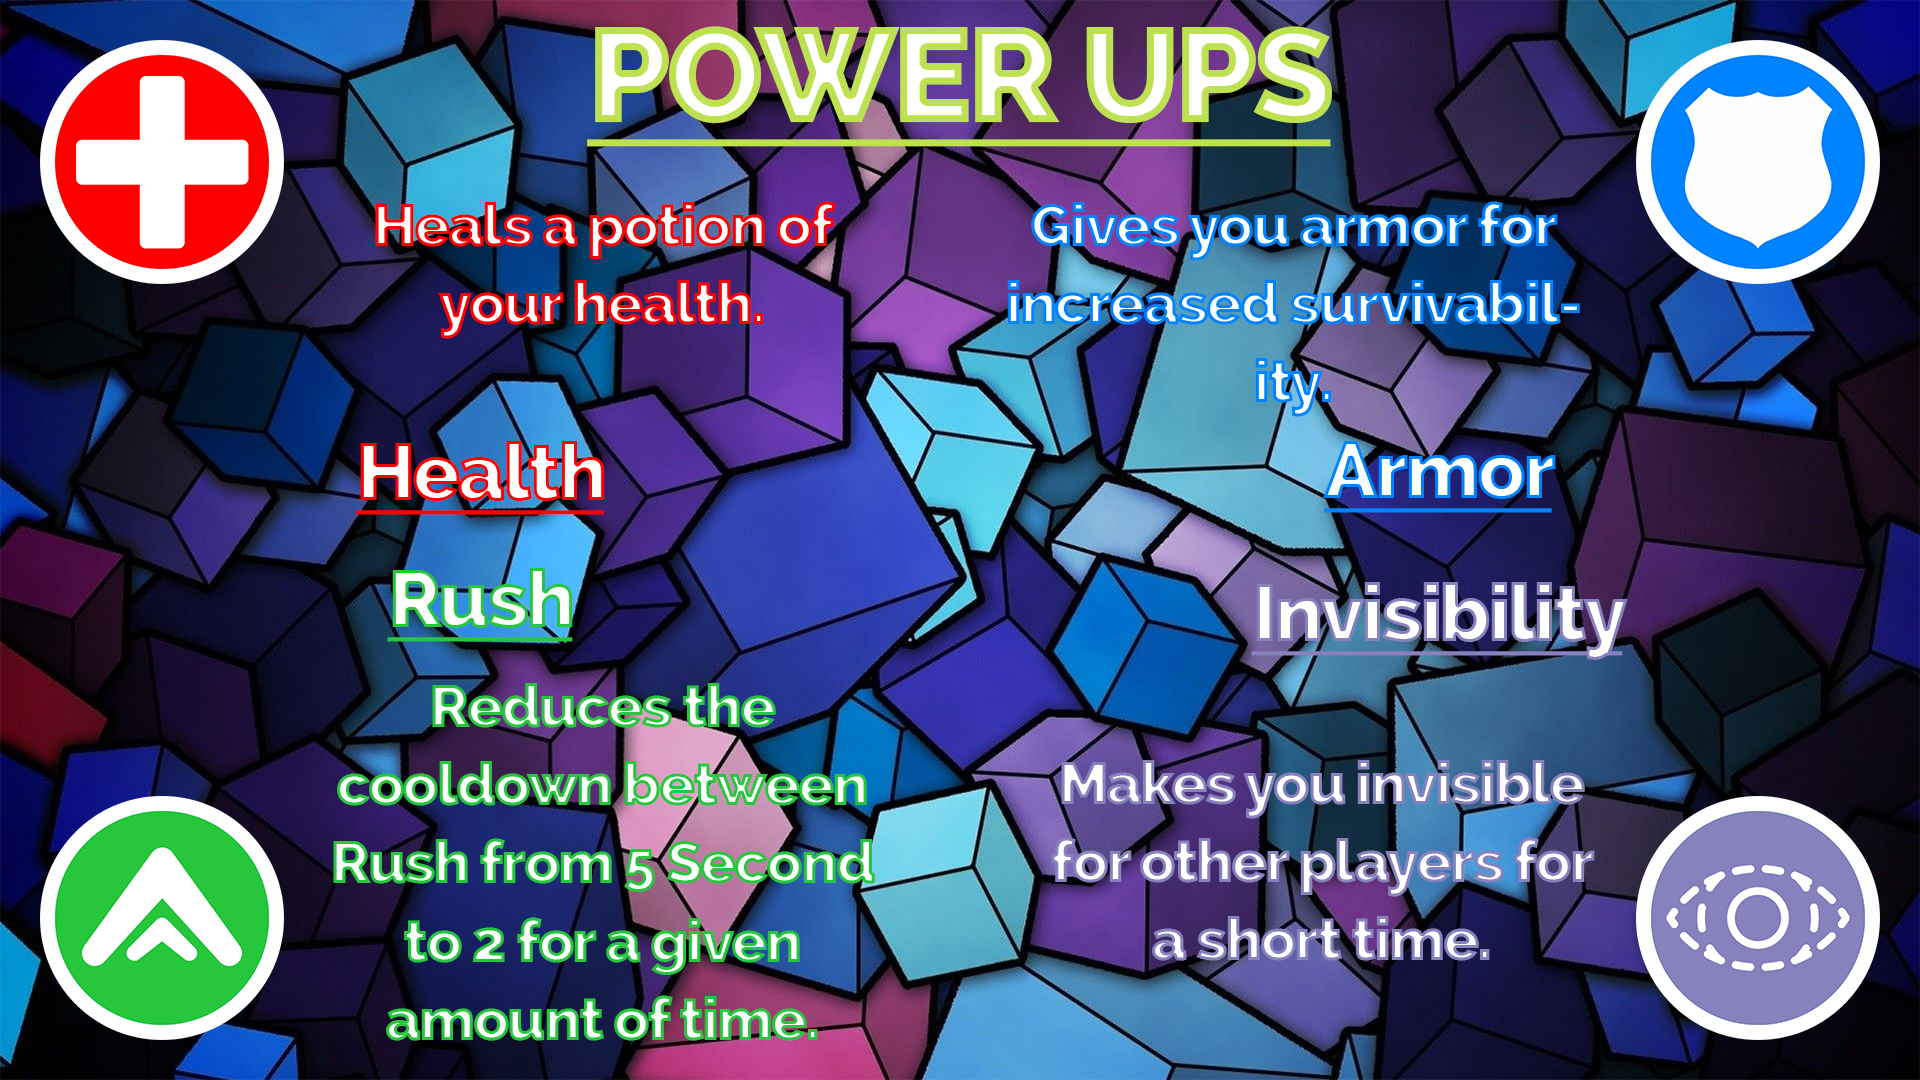 POWER UPS
Heals a potion of
your health.
Health
Gives you armor for
increased survivabil-
ity.
Armor
Rush
Reduces the
cooldown between
Rush from 5 Second
to 2 for a given
amount of time.
Invisibility
Makes you invisible
for other players for
a short time.